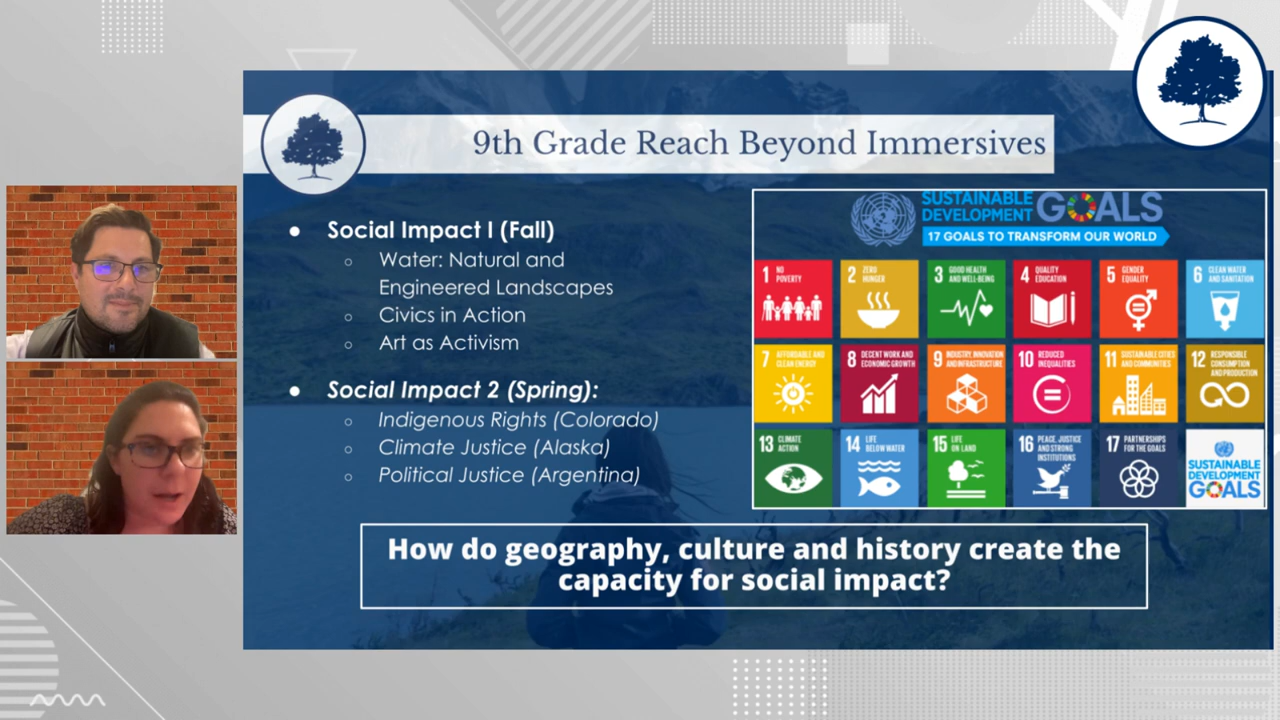 9th Grade Reach Beyond Immersives
Social Impact I (Fall)
Water: Natural and
Engineered Landscapes
Civics in Action
Art as Activism
Social Impact 2 (Spring):
Indigenous Rights (Colorado)
Climate Justice (Alaska)
Political Justice (Argentina)
SUSTAINABLE
DEVELOPMENT
GOALS
17 GOALS TO TRANSFORM OUR WORLD
1 NO
POVERTY
2 ZERO
HUNGER
3 GOOD HEALTH
AND WELL-BEING
4 QUALITY
EDUCATION
5 GENDER
EQUALITY
6 CLEAN WATER
AND SANITATION
7 AFFORDABLE AND
CLEAN ENERGY
8 DECENT WORK AND
ECONOMIC GROWTH
9 INDUSTRY, INNOVATION
AND INFRASTRUCTURE
10 REDUCED
INEQUALITIES
11 SUSTAINABLE CITIES
AND COMMUNITIES
12 RESPONSIBLE
CONSUMPTION
AND PRODUCTION
13 CLIMATE
ACTION
14 LIFE
BELOW WATER
15 LIFE
ON LAND
16 PEACE, JUSTICE
AND STRONG
INSTITUTIONS
17 PARTNERSHIPS
FOR THE GOALS
SUSTAINABLE
DEVELOPMENT
GOALS
How do geography, culture and history create the
capacity for social impact?